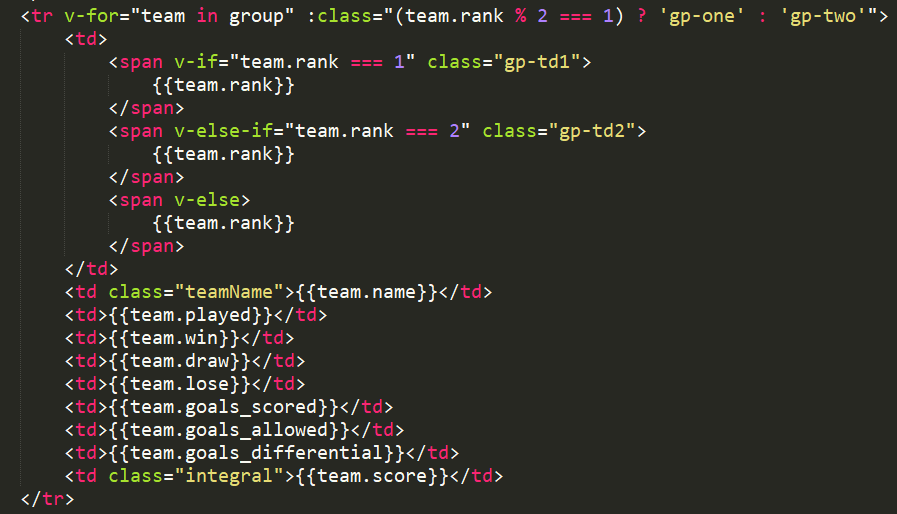 <tr v-for="team in group" :class="(team.rank % 2 === 1) ? 'gp-one' : 'gp-two'">
<td>
<span v-if="team.rank === 1" class="gp-td1">
{{team.rank}}
</span>
<span v-else-if="team.rank === 2" class="gp-td2">
{{team.rank}}
</span>
<span v-else>
{{team.rank}}
</span>
</td>
<td class="teamName">{{team.name}}</td>
<td>{{team.played}}</td>
<td>{{team.win}}</td>
<td>{{team.draw}}</td>
<td>{{team.lose}}</td>
<td>{{team.goals_scored}}</td>
<td>{{team.goals_allowed}}</td>
<td>{{team.goals_differential}}</td>
<td class="integral">{{team.score}}</td>
</tr>